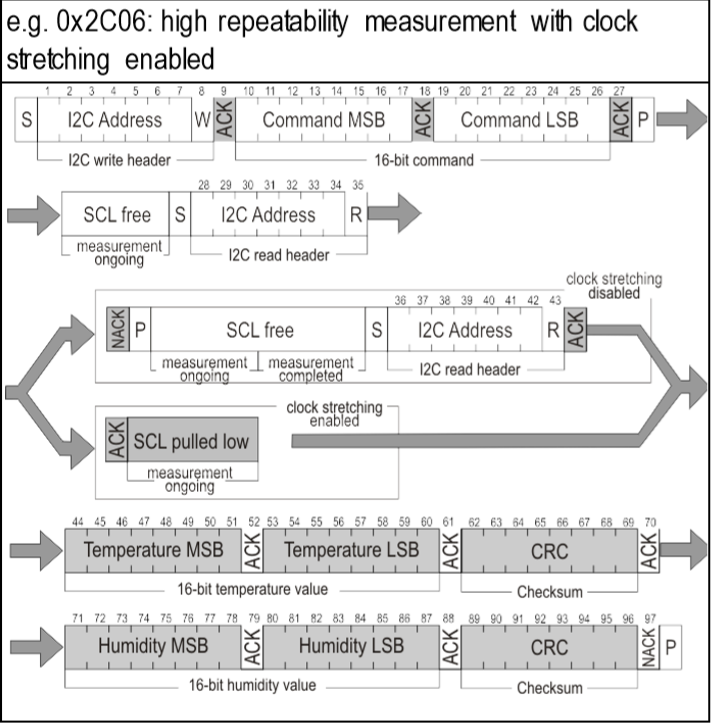 e.g. 0x2C06: high repeatability measurement with clock
stretching enabled
1 2 3 4 5 6 7 8 9 10 11 12 13 14 15 16 17 18 19 20 21 22 23 24 25 26 27
S I2C Address W ACK Command MSB ACK Command LSB ACK P
I2C write header 16-bit command
28 29 30 31 32 33 34 35
SCL free S I2C Address R
measurement
ongoing
I2C read header
clock stretching
disabled
36 37 38 39 40 41 42 43
NACK P SCL free S I2C Address R ACK
measurement
ongoing
measurement
completed
I2C read header
clock stretching
enabled
ACK SCL pulled low
measurement
ongoing
44 45 46 47 48 49 50 51 52 53 54 55 56 57 58 59 60 61 62 63 64 65 66 67 68 69 70
Temperature MSB ACK Temperature LSB ACK CRC ACK
16-bit temperature value Checksum
71 72 73 74 75 76 77 78 79 80 81 82 83 84 85 86 87 88 89 90 91 92 93 94 95 96 97
Humidity MSB ACK Humidity LSB ACK CRC NACK P
16-bit humidity value Checksum